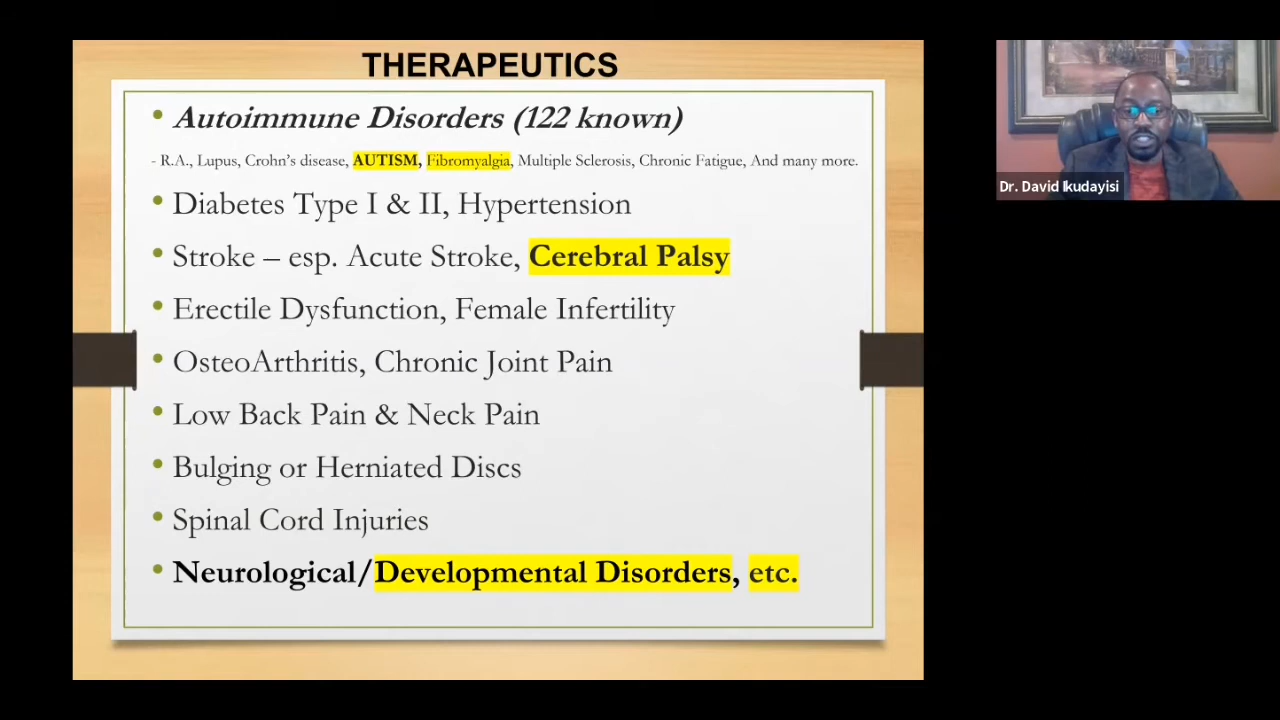 THERAPEUTICS
• Autoimmune Disorders (122 known)
- R.A., Lupus, Crohn's disease, AUTISM, Fibromyalgia, Multiple Sclerosis, Chronic Fatigue, And many more.
• Diabetes Type I & II, Hypertension
• Stroke – esp. Acute Stroke, Cerebral Palsy
• Erectile Dysfunction, Female Infertility
• OsteoArthritis, Chronic Joint Pain
• Low Back Pain & Neck Pain
• Bulging or Herniated Discs
• Spinal Cord Injuries
• Neurological/Developmental Disorders, etc.
Dr. David Ikudayisi